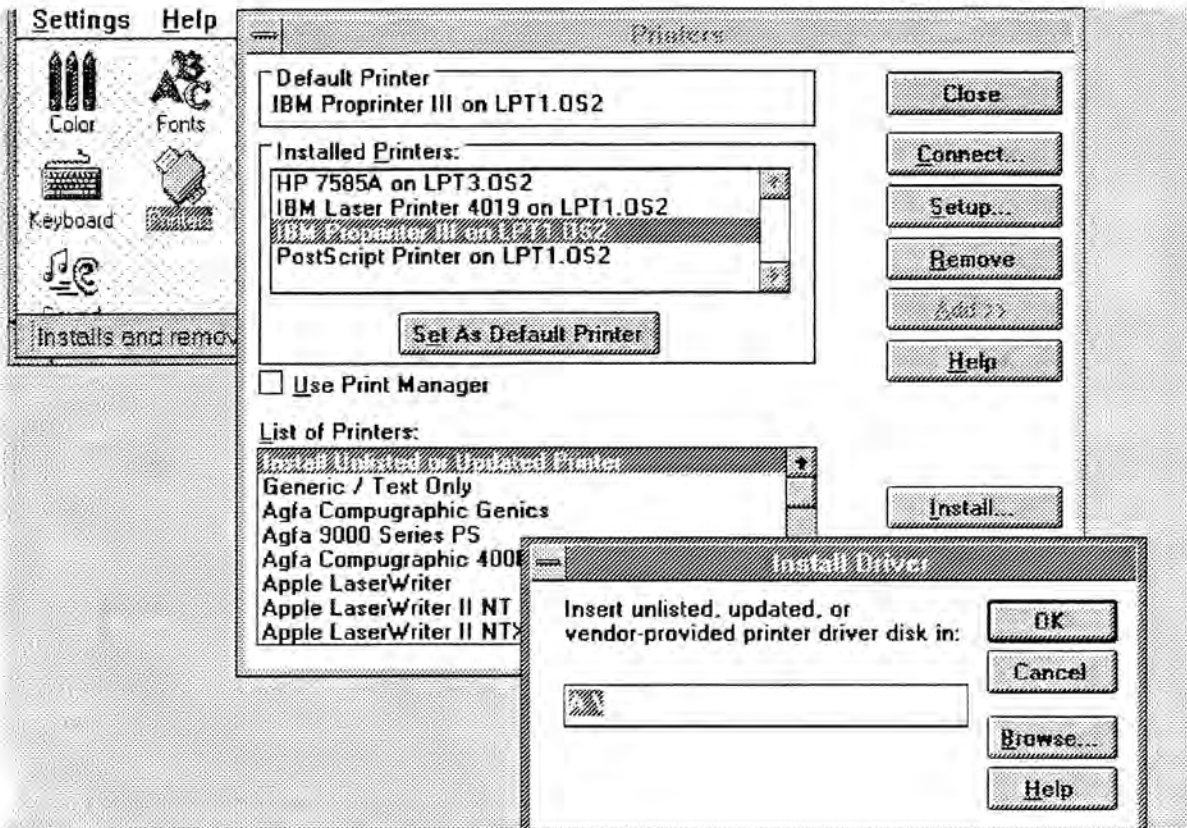 Settings Help
Color
Fonts
Keyboard
Printers
Installs and remov
Printers
Default Printer
IBM Proprinter III on LPT1.OS2
Installed Printers:
HP 7585A on LPT3.OS2
IBM Laser Printer 4019 on LPT1.OS2
IBM Proprinter III on LPT1.OS2
PostScript Printer on LPT1.OS2
Set As Default Printer
Use Print Manager
List of Printers:
Install Unlisted or Updated Printer
Generic / Text Only
Agfa Compugraphic Genics
Agfa 9000 Series PS
Agfa Compugraphic 400
Apple LaserWriter
Apple LaserWriter II NT
Apple LaserWriter II NTX
Close
Connect...
Setup...
Remove
Add >>
Help
Install...
Install Driver
Insert unlisted, updated, or
vendor-provided printer driver disk in:
A:\
OK
Cancel
Browse...
Help